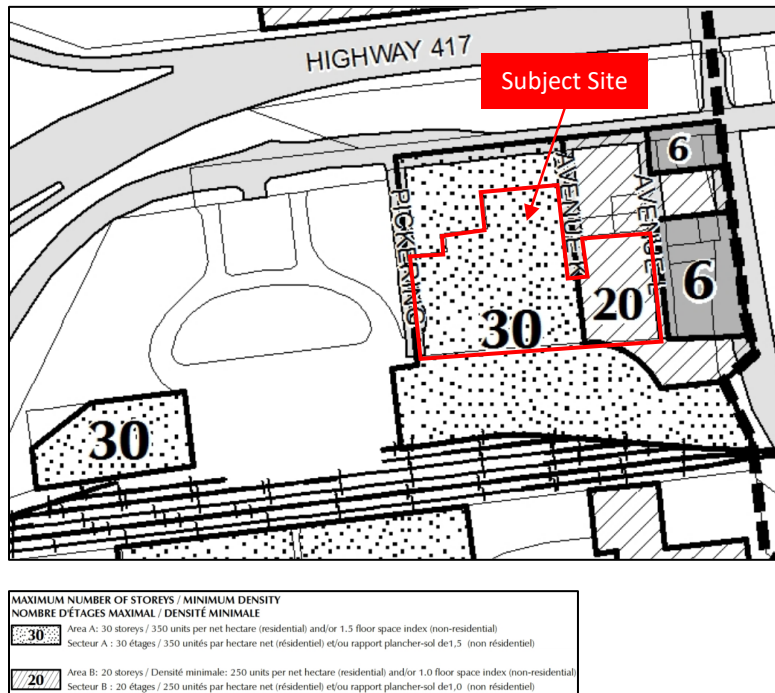 HIGHWAY 417
Subject Site
6
PICKERING
AVENUE K
AVENUE L
6
20
30
30
MAXIMUM NUMBER OF STOREYS / MINIMUM DENSITY
NOMBRE D'ÉTAGES MAXIMAL / DENSITÉ MINIMALE
30 Area A: 30 storeys / 350 units per net hectare (residential) and/or 1.5 floor space index (non-residential)
Secteur A : 30 étages / 350 unités par hectare net (résidentiel) et/ou rapport plancher-sol de1,5 (non résidentiel)
20 Area B: 20 storeys / Densité minimale: 250 units per net hectare (residential) and/or 1.0 floor space index (non-residential)
Secteur B : 20 étages / 250 unités par hectare net (résidentiel) et/ou rapport plancher-sol de1,0 (non résidentiel)